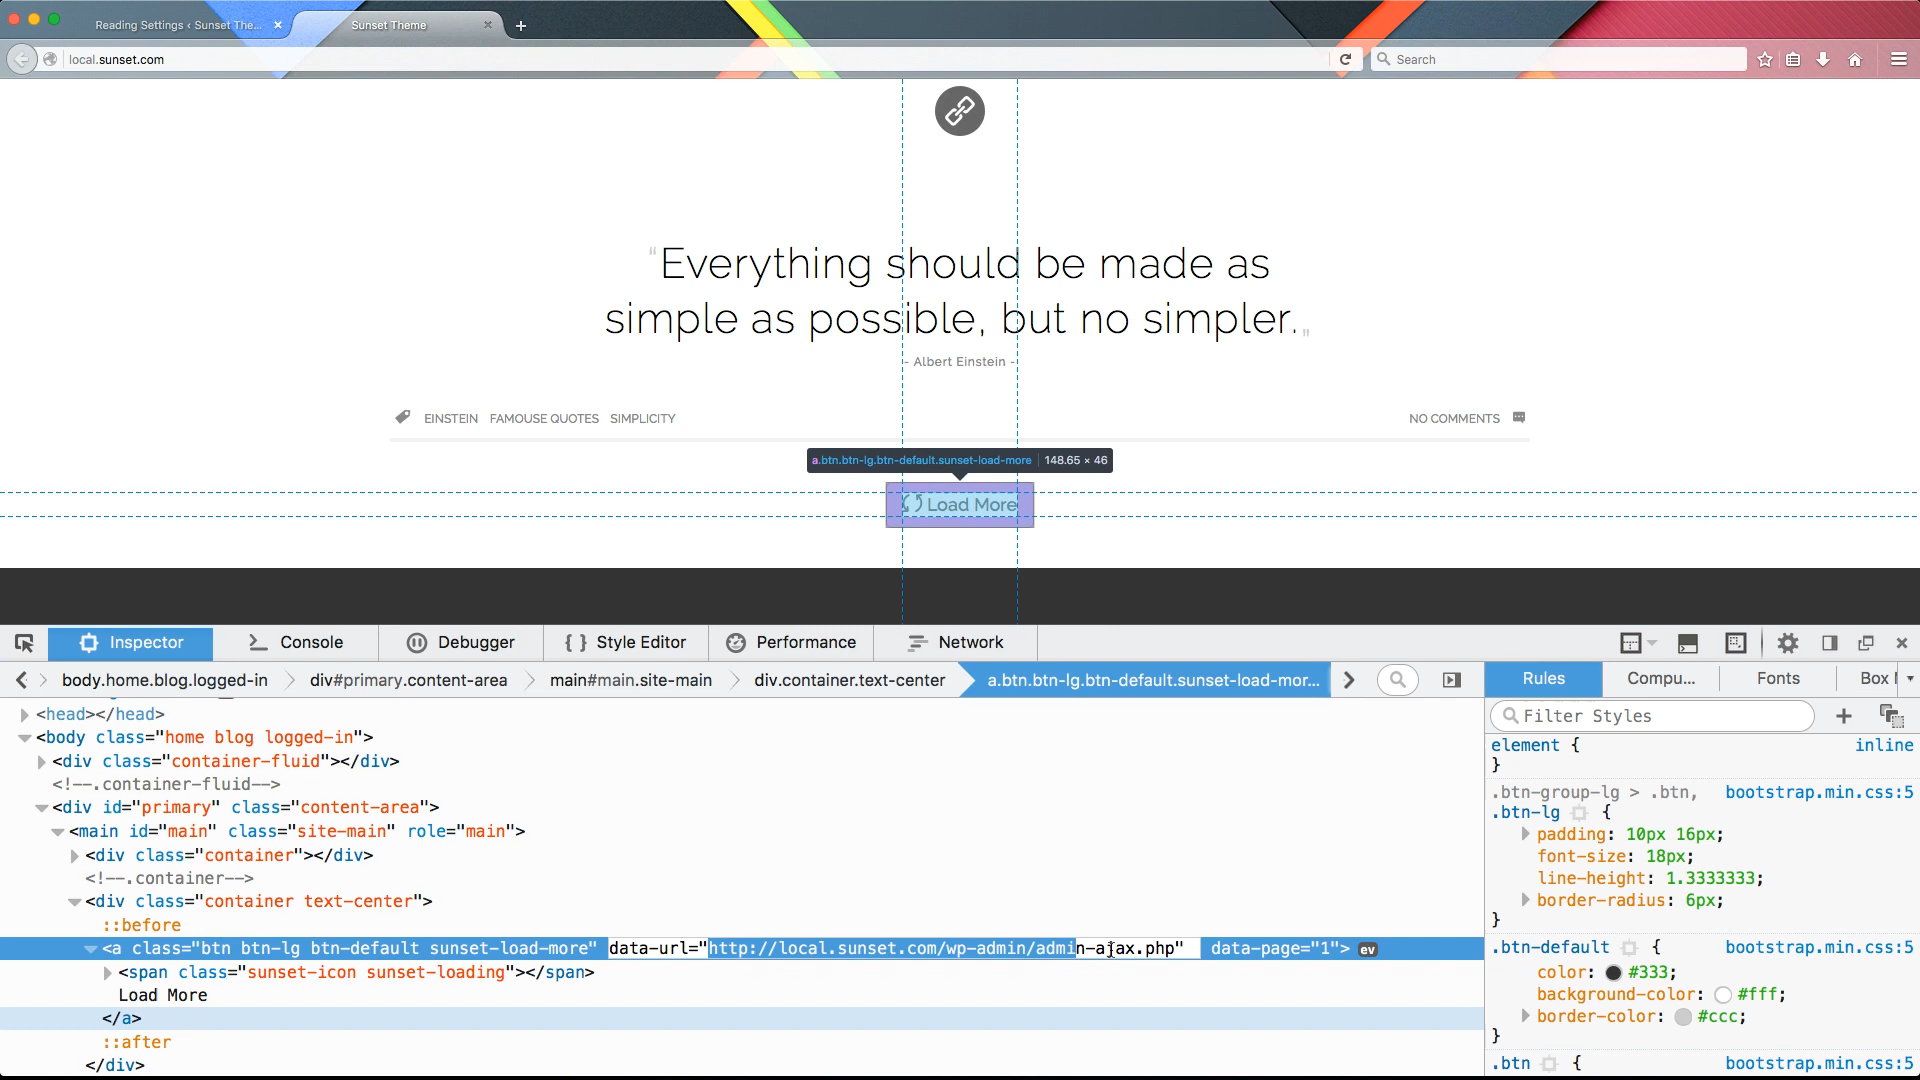 Reading Settings ‹ Sunset The...
Sunset Theme
local.sunset.com
Search
“Everything should be made as
simple as possible, but no simpler.„
- Albert Einstein -
EINSTEIN FAMOUSE QUOTES SIMPLICITY
NO COMMENTS
a.btn.btn-lg.btn-default.sunset-load-more 148.65 × 46
Load More
Inspector
Console
Debugger
Style Editor
Performance
Network
body.home.blog.logged-in
div#primary.content-area
main#main.site-main
div.container.text-center
a.btn.btn-lg.btn-default.sunset-load-mor...
<head></head>
<body class="home blog logged-in">
<div class="container-fluid"></div>
<!--.container-fluid-->
<div id="primary" class="content-area">
<main id="main" class="site-main" role="main">
<div class="container"></div>
<!--.container-->
<div class="container text-center">
::before
<a class="btn btn-lg btn-default sunset-load-more" data-url="http://local.sunset.com/wp-admin/admin-ajax.php" data-page="1"> ev
<span class="sunset-icon sunset-loading"></span>
Load More
</a>
::after
</div>
Rules
Compu...
Fonts
Box
Filter Styles
element {
inline
}
.btn-group-lg > .btn, bootstrap.min.css:5
.btn-lg {
padding: 10px 16px;
font-size: 18px;
line-height: 1.3333333;
border-radius: 6px;
}
.btn-default { bootstrap.min.css:5
color: #333;
background-color: #fff;
border-color: #ccc;
}
.btn { bootstrap.min.css:5